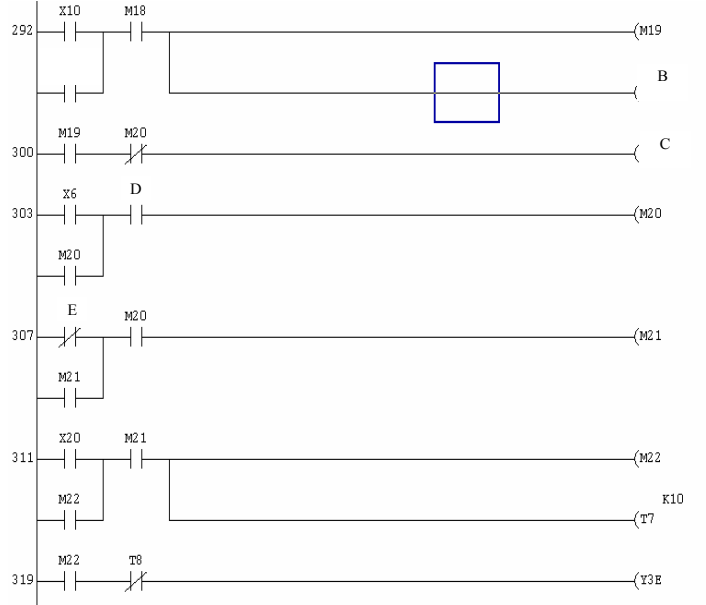 X10 M18
292 (M19
B
(
M19 M20 C
300 (
D
X6
303 (M20
M20
E M20
307 (M21
M21
X20 M21
311 (M22
M22 K10
(T7
M22 T8
319 (Y3E